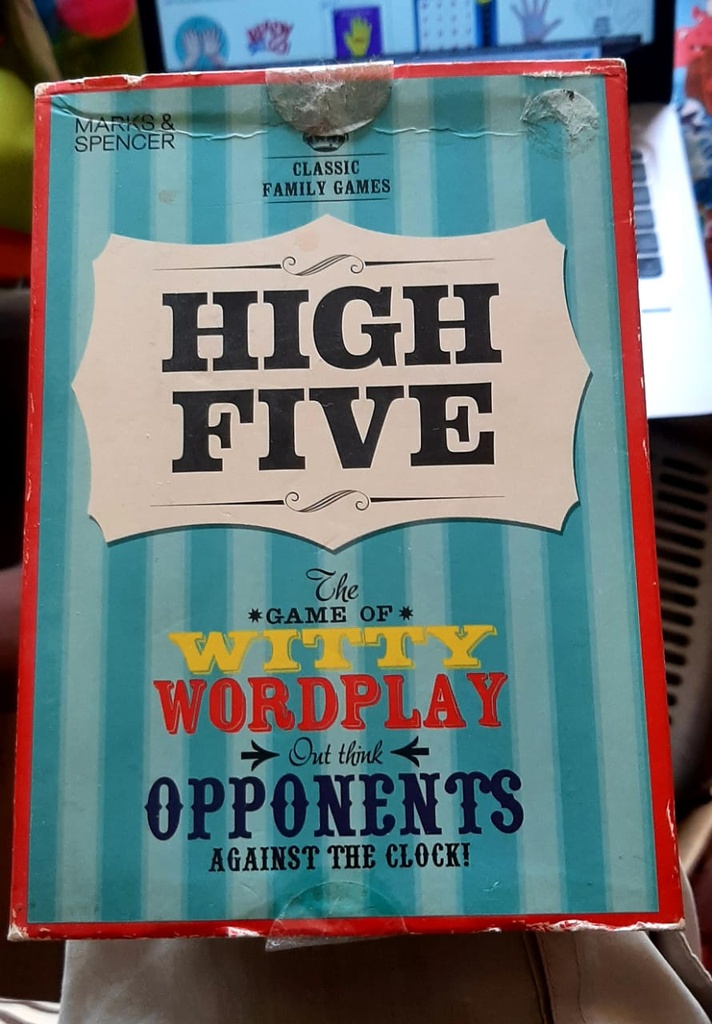 MARKS &
SPENCER
CLASSIC
FAMILY GAMES
HIGH
FIVE
The
GAME OF
WITTY
WORDPLAY
Out think
OPPONENTS
AGAINST THE CLOCK!